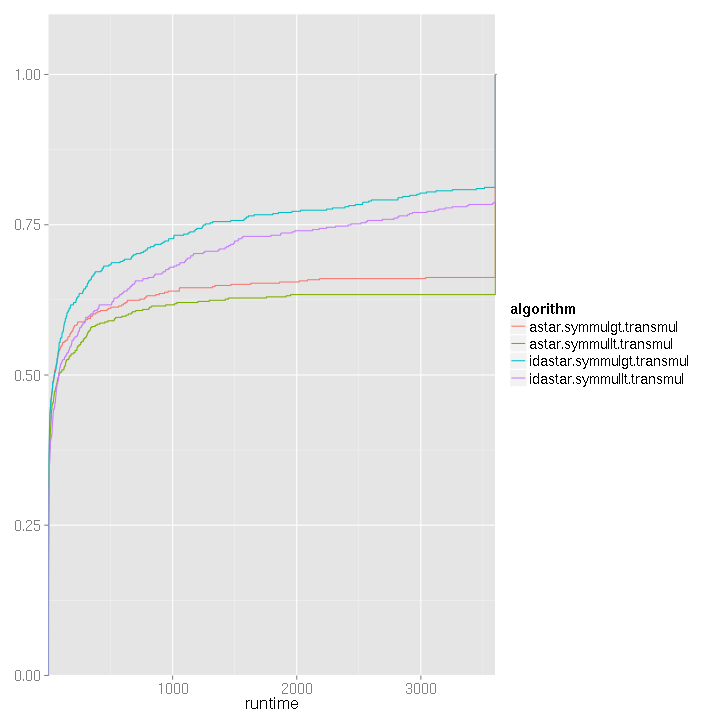 1.00
0.75
0.50
0.25
0.00
1000
2000
3000
runtime
algorithm
astar.symmulgt.transmul
astar.symmullt.transmul
idastar.symmulgt.transmul
idastar.symmullt.transmul